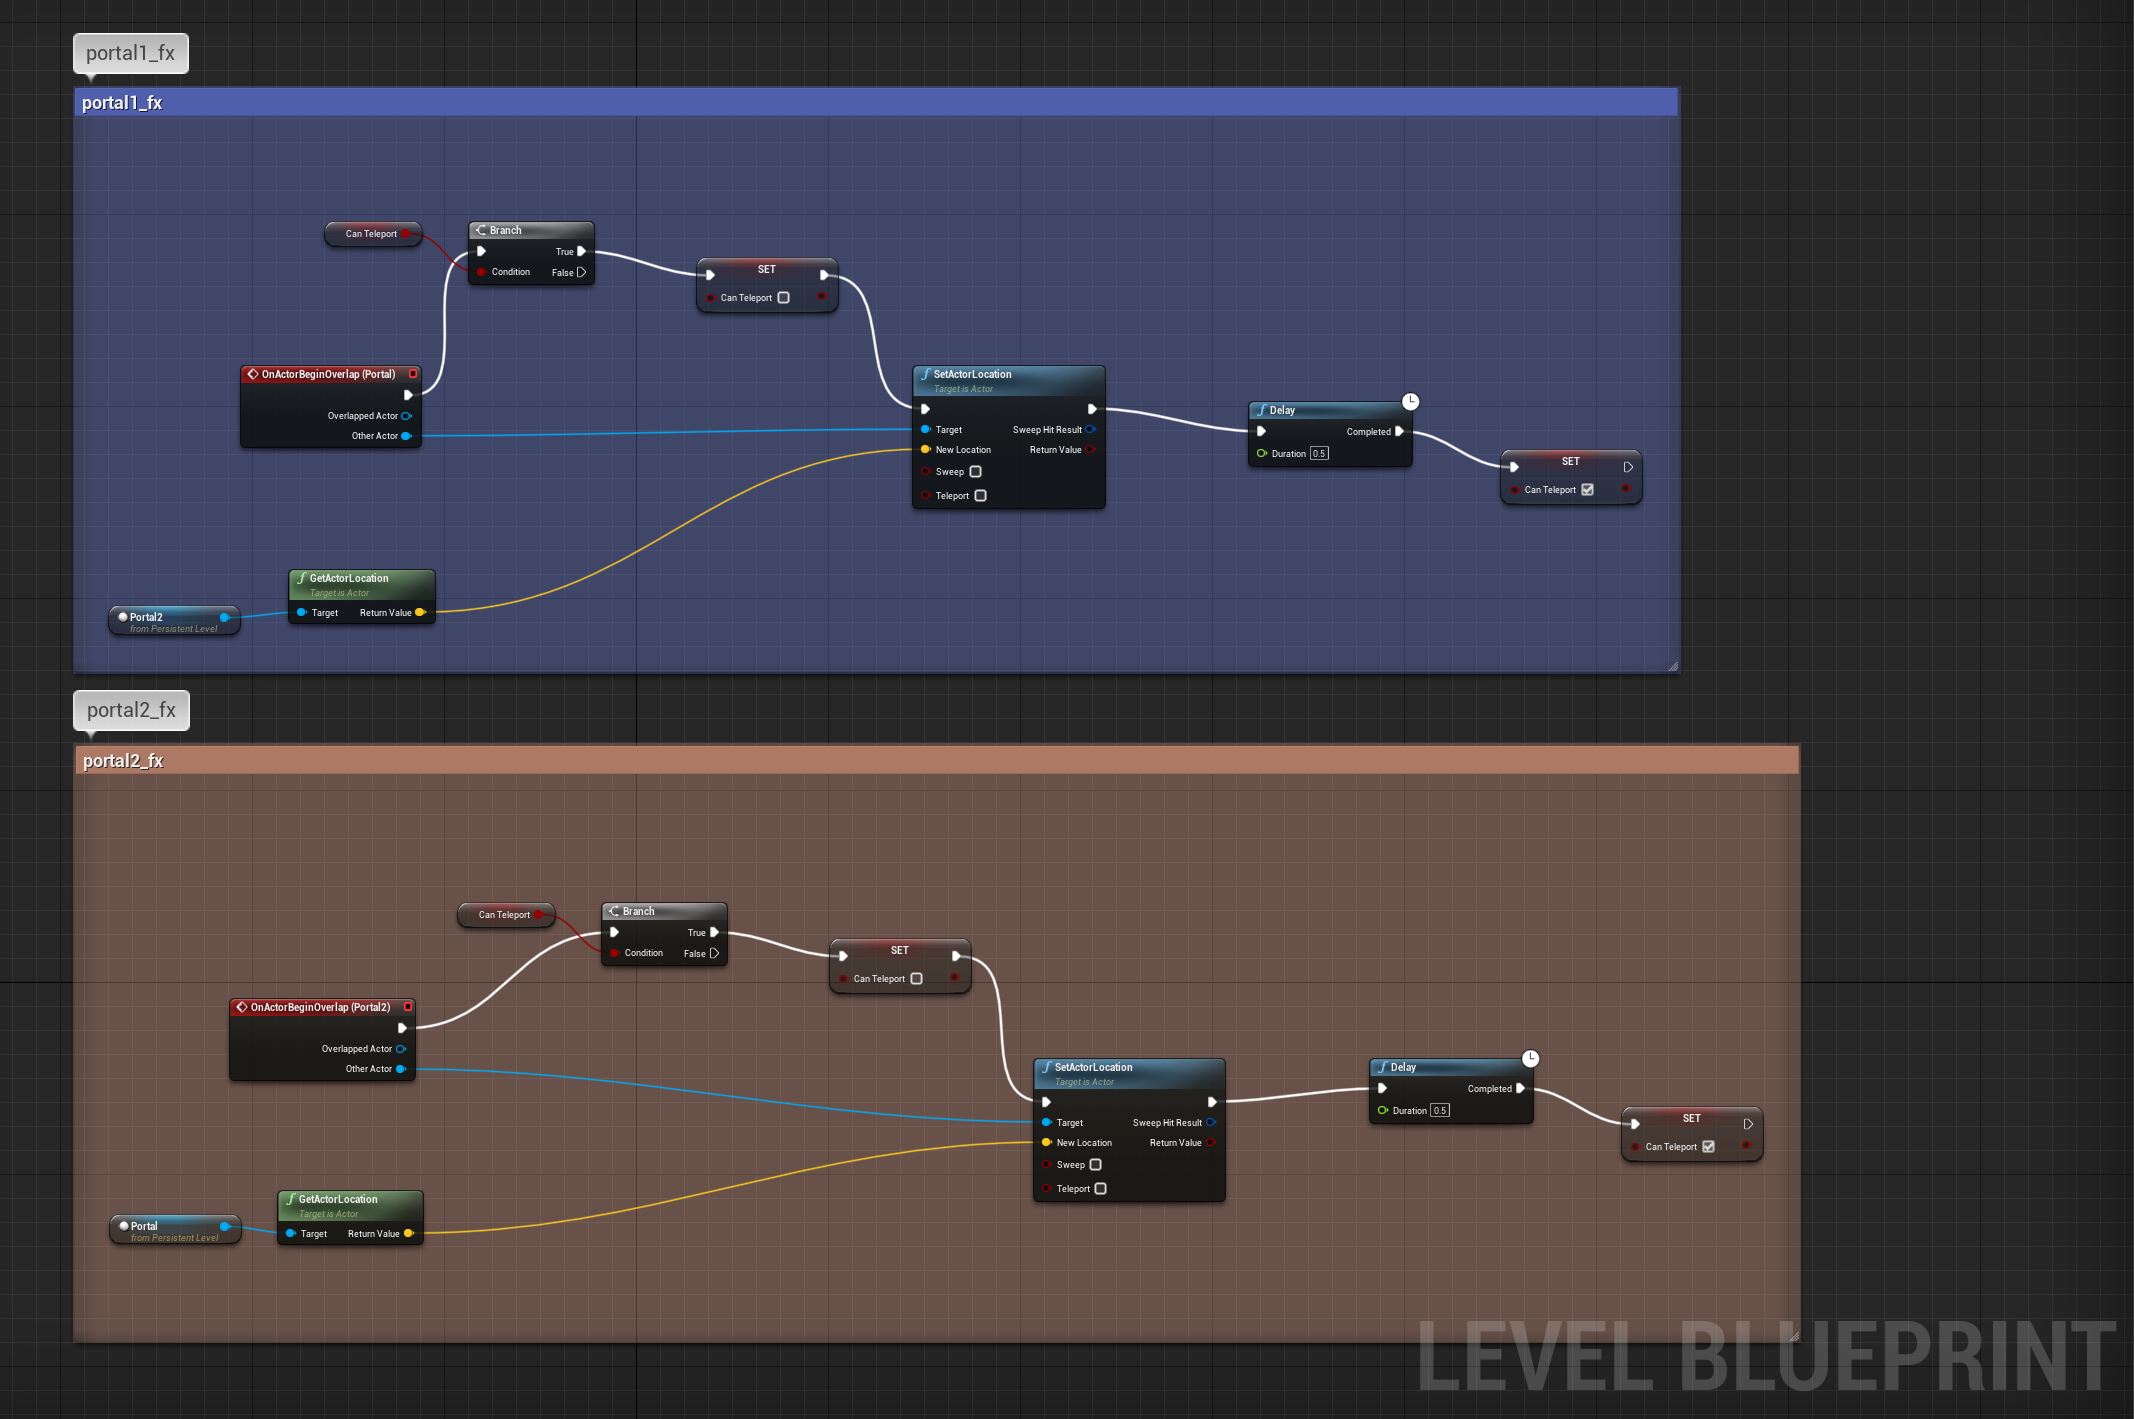 portal1_fx
portal1_fx
Can Teleport
Branch
True
Condition
False
SET
Can Teleport
OnActorBeginOverlap (Portal)
Overlapped Actor
Other Actor
SetActorLocation
Target is Actor
Target
Sweep Hit Result
New Location
Return Value
Sweep
Teleport
Delay
Completed
Duration 0.5
SET
Can Teleport
GetActorLocation
Target is Actor
Target
Return Value
Portal2
from Persistent Level
portal2_fx
portal2_fx
Can Teleport
Branch
True
Condition
False
SET
Can Teleport
OnActorBeginOverlap (Portal2)
Overlapped Actor
Other Actor
SetActorLocation
Target is Actor
Target
Sweep Hit Result
New Location
Return Value
Sweep
Teleport
Delay
Completed
Duration 0.5
SET
Can Teleport
GetActorLocation
Target is Actor
Target
Return Value
Portal
from Persistent Level
LEVEL BLUEPRINT